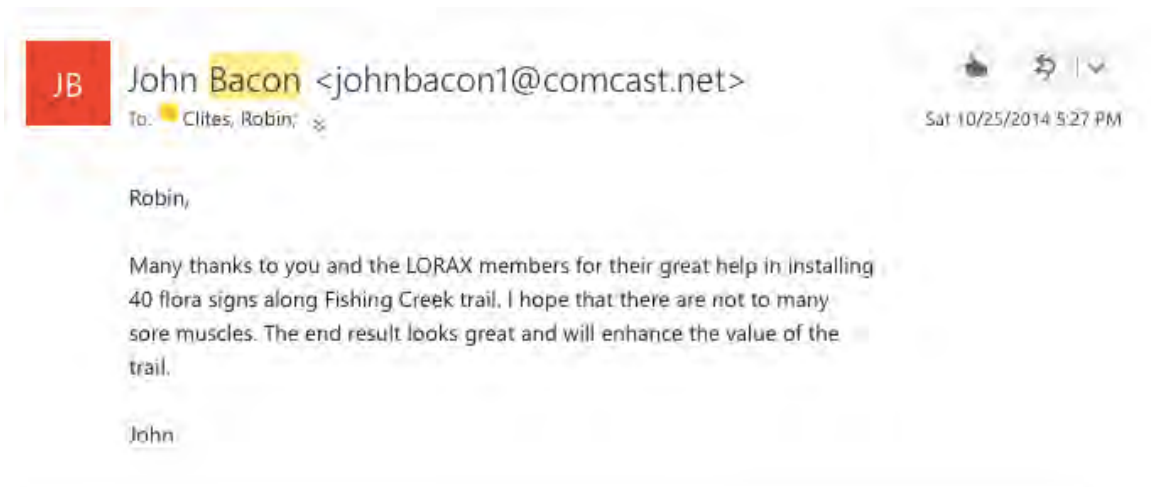 JB
John Bacon <johnbacon1@comcast.net>
To: Clites, Robin;
Sat 10/25/2014 5:27 PM
Robin,
Many thanks to you and the LORAX members for their great help in installing
40 flora signs along Fishing Creek trail. I hope that there are not to many
sore muscles. The end result looks great and will enhance the value of the
trail.
John